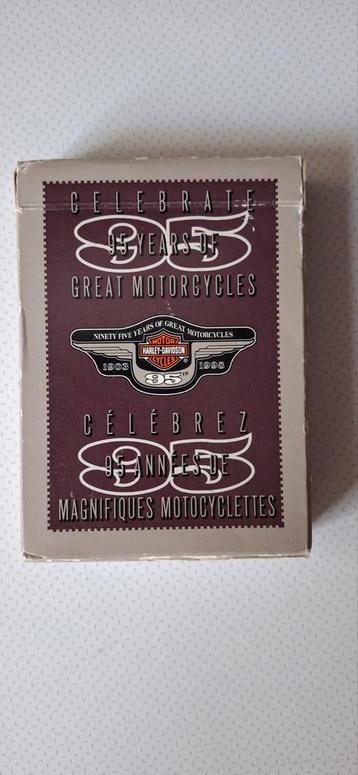 CELEBRATE
95
95 YEARS OF
GREAT MOTORCYCLES
NINETY FIVE YEARS OF GREAT MOTORCYCLES
MOTOR
HARLEY-DAVIDSON
CYCLES
1903 1998
95TH
CÉLÉBREZ
95
95 ANNÉES DE
MAGNIFIQUES MOTOCYCLETTES